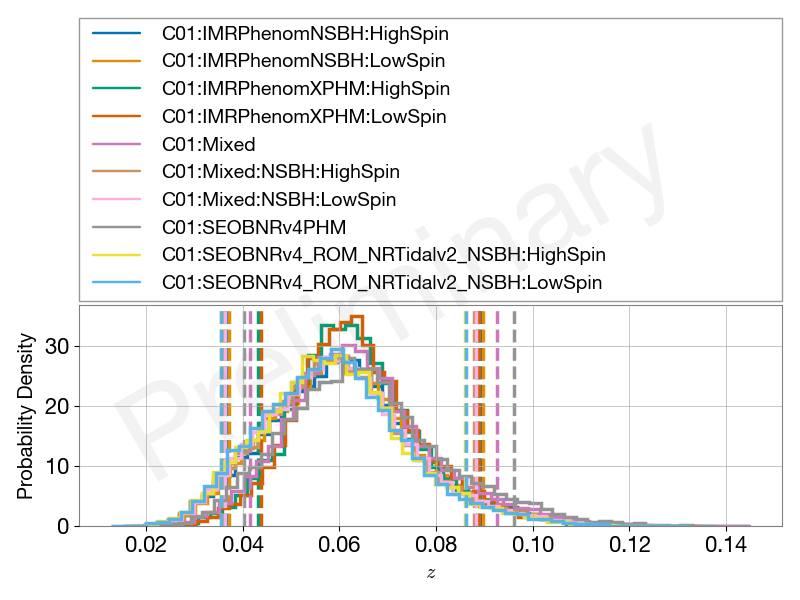 C01:IMRPhenomNSBH:HighSpin
C01:IMRPhenomNSBH:LowSpin
C01:IMRPhenomXPHM:HighSpin
C01:IMRPhenomXPHM:LowSpin
C01:Mixed
C01:Mixed:NSBH:HighSpin
C01:Mixed:NSBH:LowSpin
C01:SEOBNRv4PHM
C01:SEOBNRv4_ROM_NRTidalv2_NSBH:HighSpin
C01:SEOBNRv4_ROM_NRTidalv2_NSBH:LowSpin
Preliminary
Probability Density
30
20
10
0
0.02 0.04 0.06 0.08 0.10 0.12 0.14
z